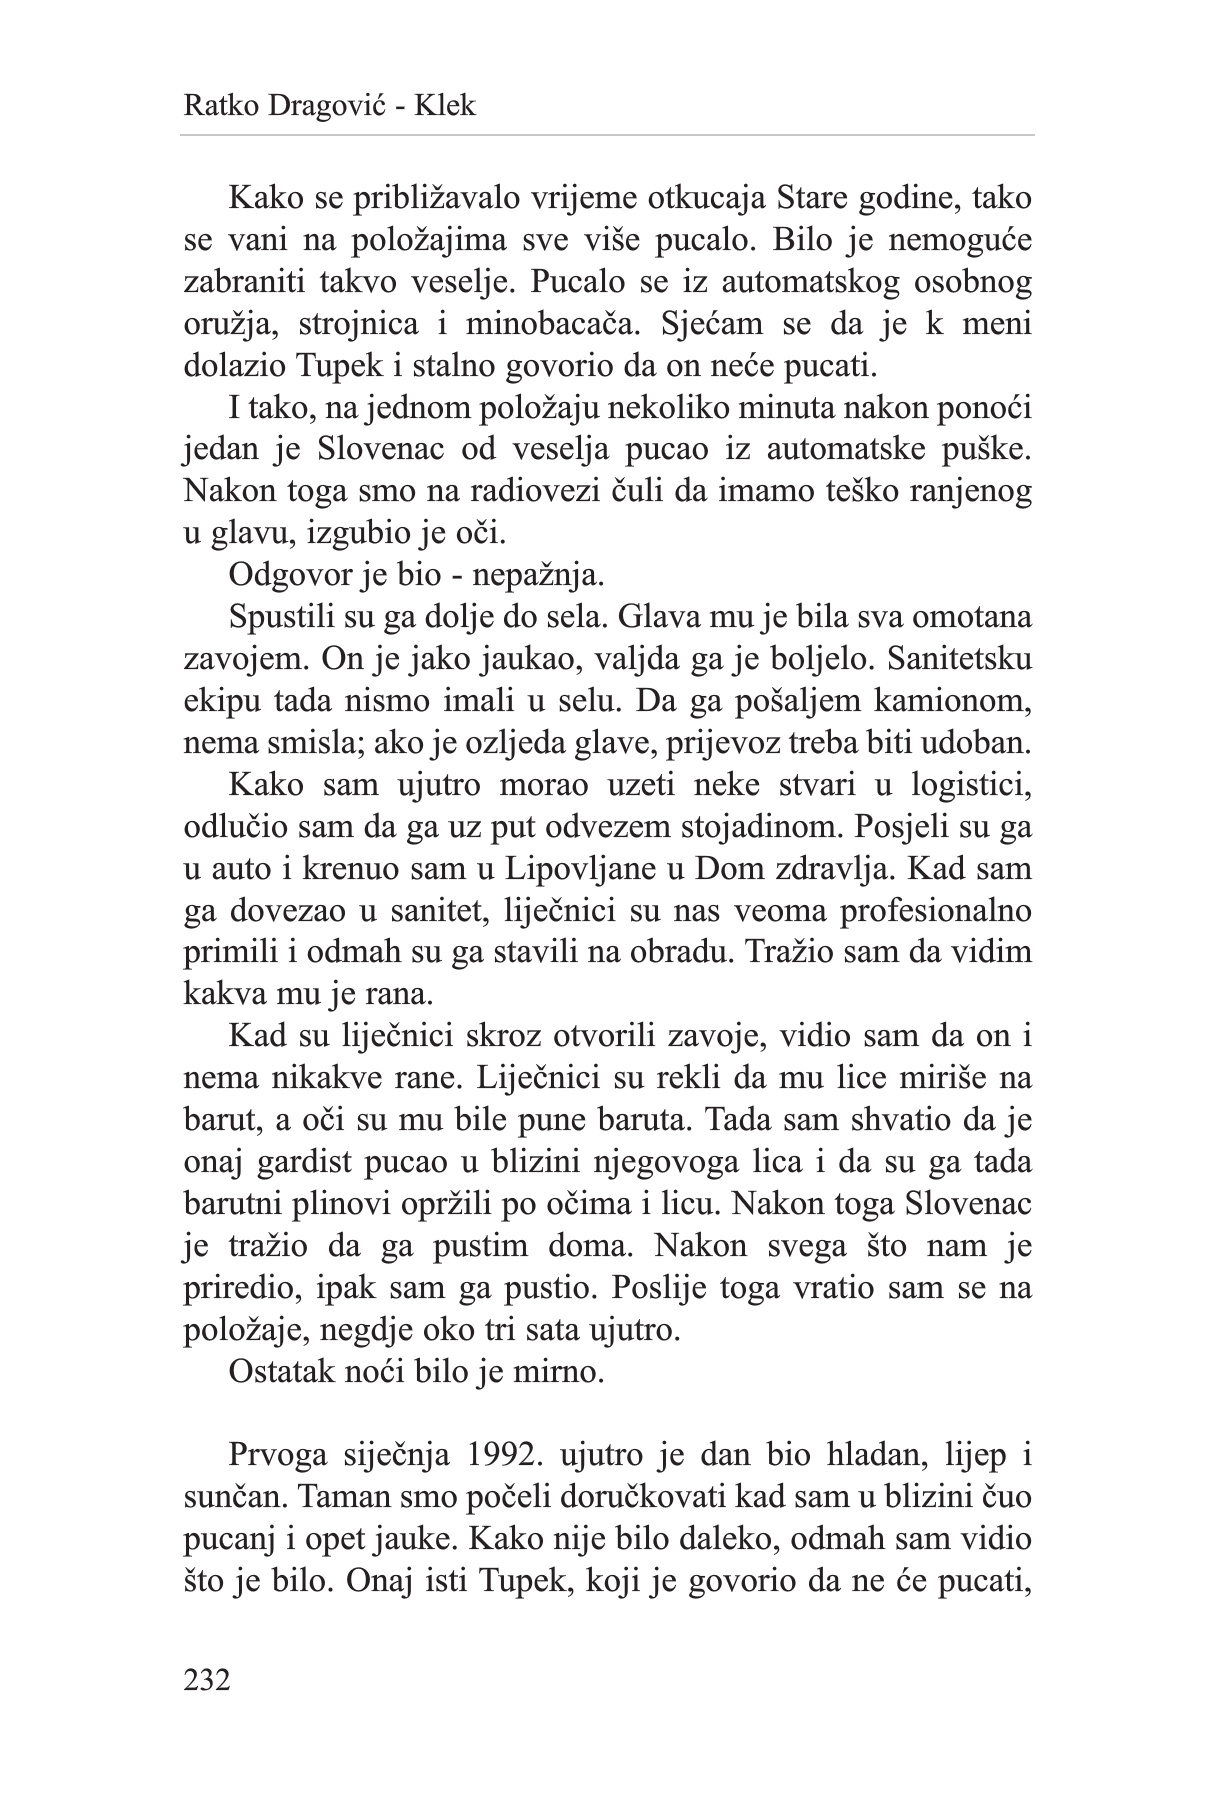 Ratko Dragović - Klek
Kako se približavalo vrijeme otkucaja Stare godine, tako
se vani na položajima sve više pucalo. Bilo je nemoguće
zabraniti takvo veselje. Pucalo se iz automatskog osobnog
oružja, strojnica i minobacača. Sjećam se da je k meni
dolazio Tupek i stalno govorio da on neće pucati.
I tako, na jednom položaju nekoliko minuta nakon ponoći
jedan je Slovenac od veselja pucao iz automatske puške.
Nakon toga smo na radiovezi čuli da imamo teško ranjenog
u glavu, izgubio je oči.
Odgovor je bio - nepažnja.
Spustili su ga dolje do sela. Glava mu je bila sva omotana
zavojem. On je jako jaukao, valjda ga je boljelo. Sanitetsku
ekipu tada nismo imali u selu. Da ga pošaljem kamionom,
nema smisla; ako je ozljeda glave, prijevoz treba biti udoban.
Kako sam ujutro morao uzeti neke stvari u logistici,
odlučio sam da ga uz put odvezem stojadinom. Posjeli su ga
u auto i krenuo sam u Lipovljane u Dom zdravlja. Kad sam
ga dovezao u sanitet, liječnici su nas veoma profesionalno
primili i odmah su ga stavili na obradu. Tražio sam da vidim
kakva mu je rana.
Kad su liječnici skroz otvorili zavoje, vidio sam da on i
nema nikakve rane. Liječnici su rekli da mu lice miriše na
barut, a oči su mu bile pune baruta. Tada sam shvatio da je
onaj gardist pucao u blizini njegovoga lica i da su ga tada
barutni plinovi opržili po očima i licu. Nakon toga Slovenac
je tražio da ga pustim doma. Nakon svega što nam je
priredio, ipak sam ga pustio. Poslije toga vratio sam se na
položaje, negdje oko tri sata ujutro.
Ostatak noći bilo je mirno.
Prvoga siječnja 1992. ujutro je dan bio hladan, lijep i
sunčan. Taman smo počeli doručkovati kad sam u blizini čuo
pucanj i opet jauke. Kako nije bilo daleko, odmah sam vidio
što je bilo. Onaj isti Tupek, koji je govorio da ne će pucati,
232